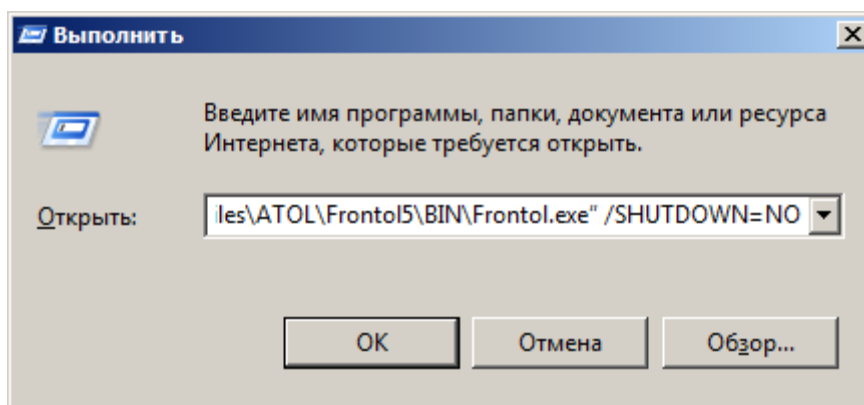 Выполнить
Введите имя программы, папки, документа или ресурса
Интернета, которые требуется открыть.
Открыть:
iles\ATOL\Frontol5\BIN\Frontol.exe" /SHUTDOWN=NO
OK
Отмена
Обзор...